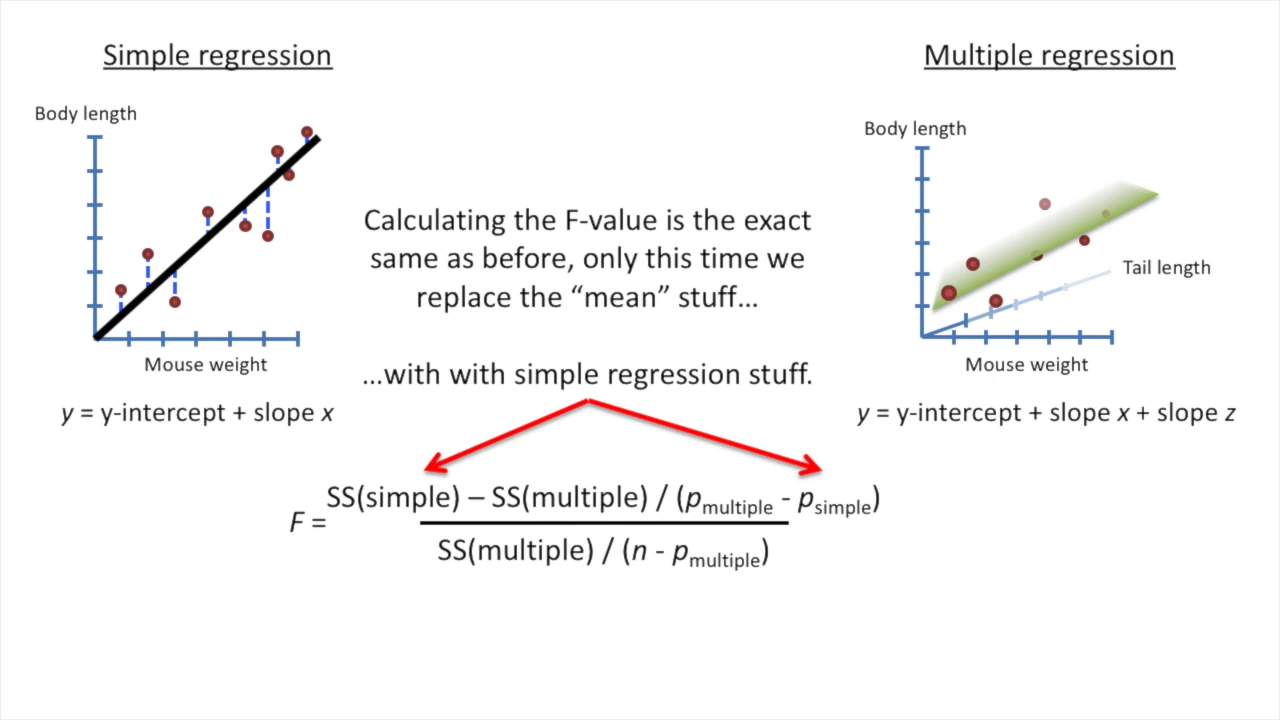 Simple regression
Multiple regression
Body length
Body length
Calculating the F-value is the exact
same as before, only this time we
replace the “mean” stuff…
Tail length
Mouse weight
Mouse weight
…with with simple regression stuff.
y = y-intercept + slope x
y = y-intercept + slope x + slope z
SS(simple) – SS(multiple) / (pmultiple - psimple)
F =
SS(multiple) / (n - pmultiple)